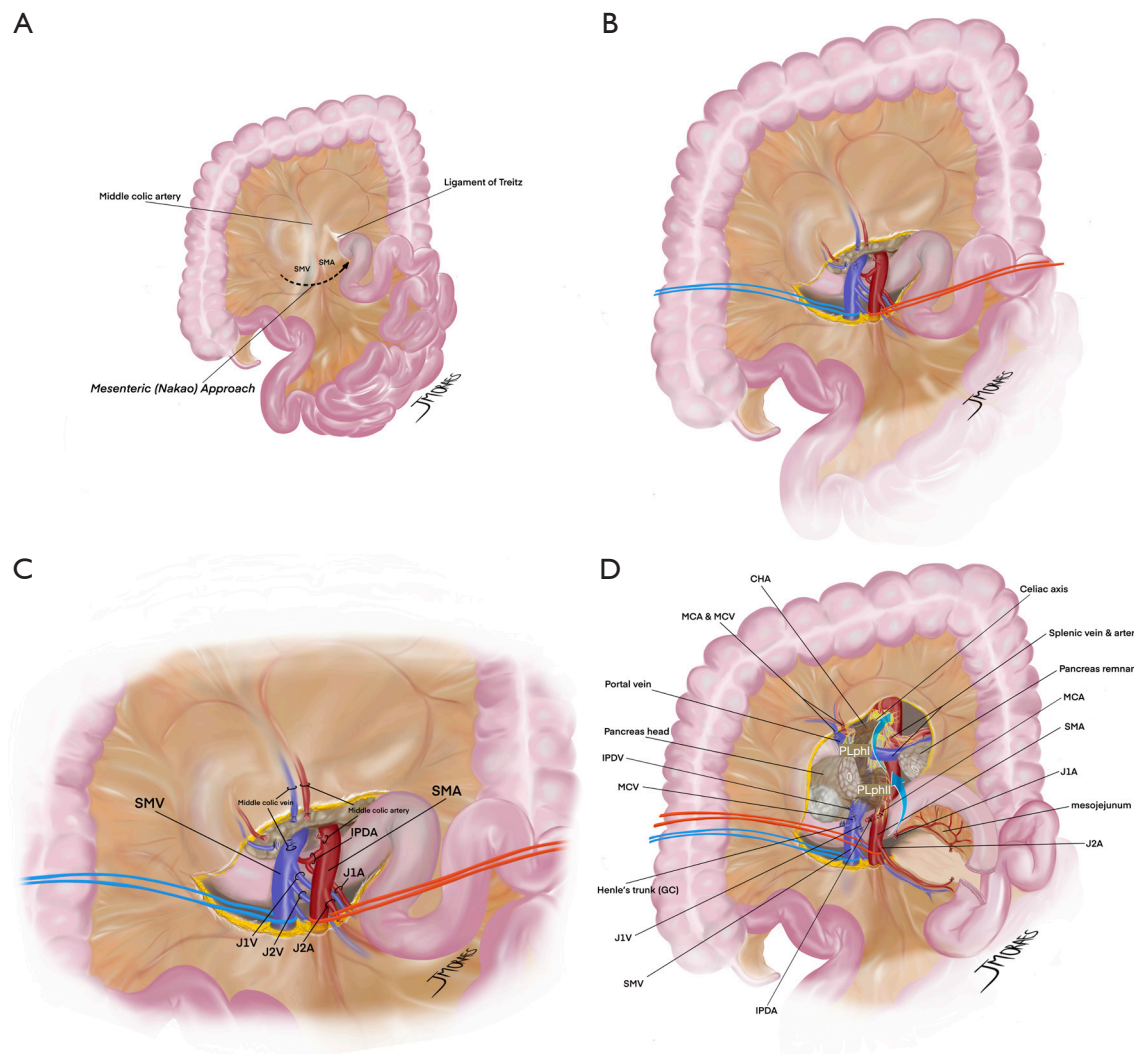 A
Middle colic artery
Ligament of Treitz
SMV
SMA
Mesenteric (Nakao) Approach
JMORAES
B
JMORAES
C
SMV
Middle colic vein
Middle colic artery
SMA
IPDA
J1A
J1V
J2V
J2A
JMORAES
D
CHA
Celiac axis
MCA & MCV
Splenic vein & arter
Portal vein
Pancreas remnan
MCA
Pancreas head
SMA
PLphI
IPDV
J1A
PLphII
MCV
mesojejunum
J2A
Henle's trunk (GC)
J1V
SMV
IPDA
JMORAES